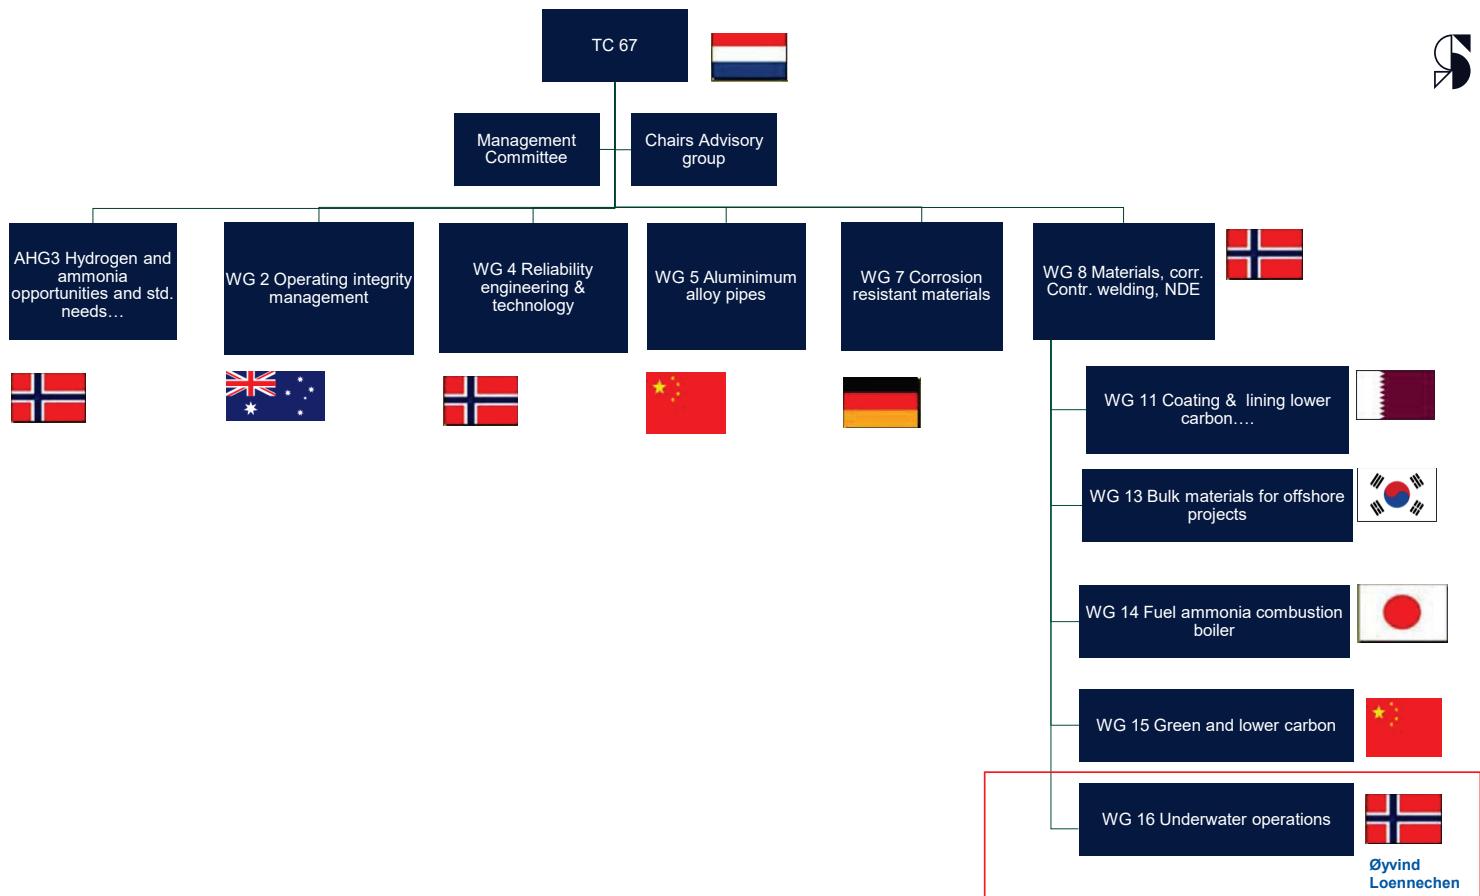 TC 67
Management
Committee
Chairs Advisory
group
AHG3 Hydrogen and
ammonia
opportunities and std.
needs…
WG 2 Operating integrity
management
WG 4 Reliability
engineering &
technology
WG 5 Aluminimum
alloy pipes
WG 7 Corrosion
resistant materials
WG 8 Materials, corr.
Contr. welding, NDE
WG 11 Coating & lining lower
carbon….
WG 13 Bulk materials for offshore
projects
WG 14 Fuel ammonia combustion
boiler
WG 15 Green and lower carbon
WG 16 Underwater operations
Øyvind
Loennechen